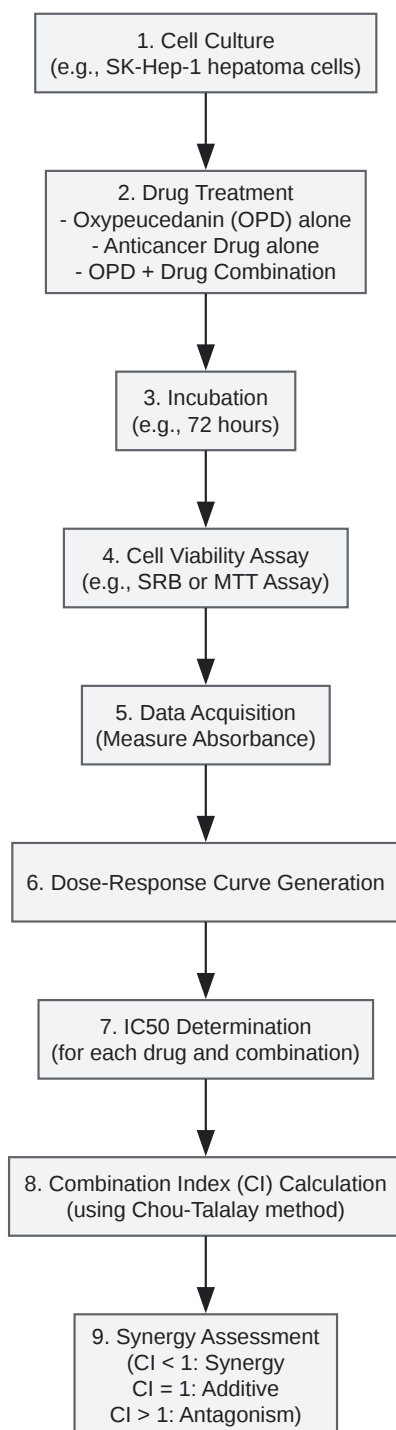 1. Cell Culture
(e.g., SK-Hep-1 hepatoma cells)
2. Drug Treatment
- Oxypeucedanin (OPD) alone
- Anticancer Drug alone
- OPD + Drug Combination
3. Incubation
(e.g., 72 hours)
4. Cell Viability Assay
(e.g., SRB or MTT Assay)
5. Data Acquisition
(Measure Absorbance)
6. Dose-Response Curve Generation
7. IC50 Determination
(for each drug and combination)
8. Combination Index (CI) Calculation
(using Chou-Talalay method)
9. Synergy Assessment
(CI < 1: Synergy
CI = 1: Additive
CI > 1: Antagonism)